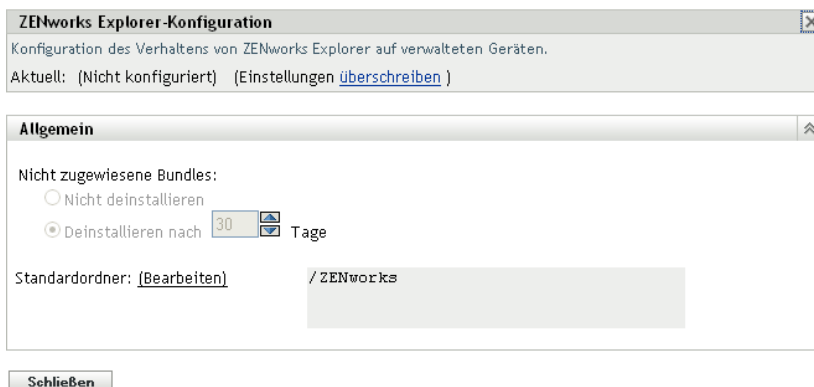 ZENworks Explorer-Konfiguration
Konfiguration des Verhaltens von ZENworks Explorer auf verwalteten Geräten.
Aktuell: (Nicht konfiguriert) (Einstellungen überschreiben )
Allgemein
Nicht zugewiesene Bundles:
Nicht deinstallieren
Deinstallieren nach 30 Tage
Standardordner: (Bearbeiten) /ZENworks
Schließen